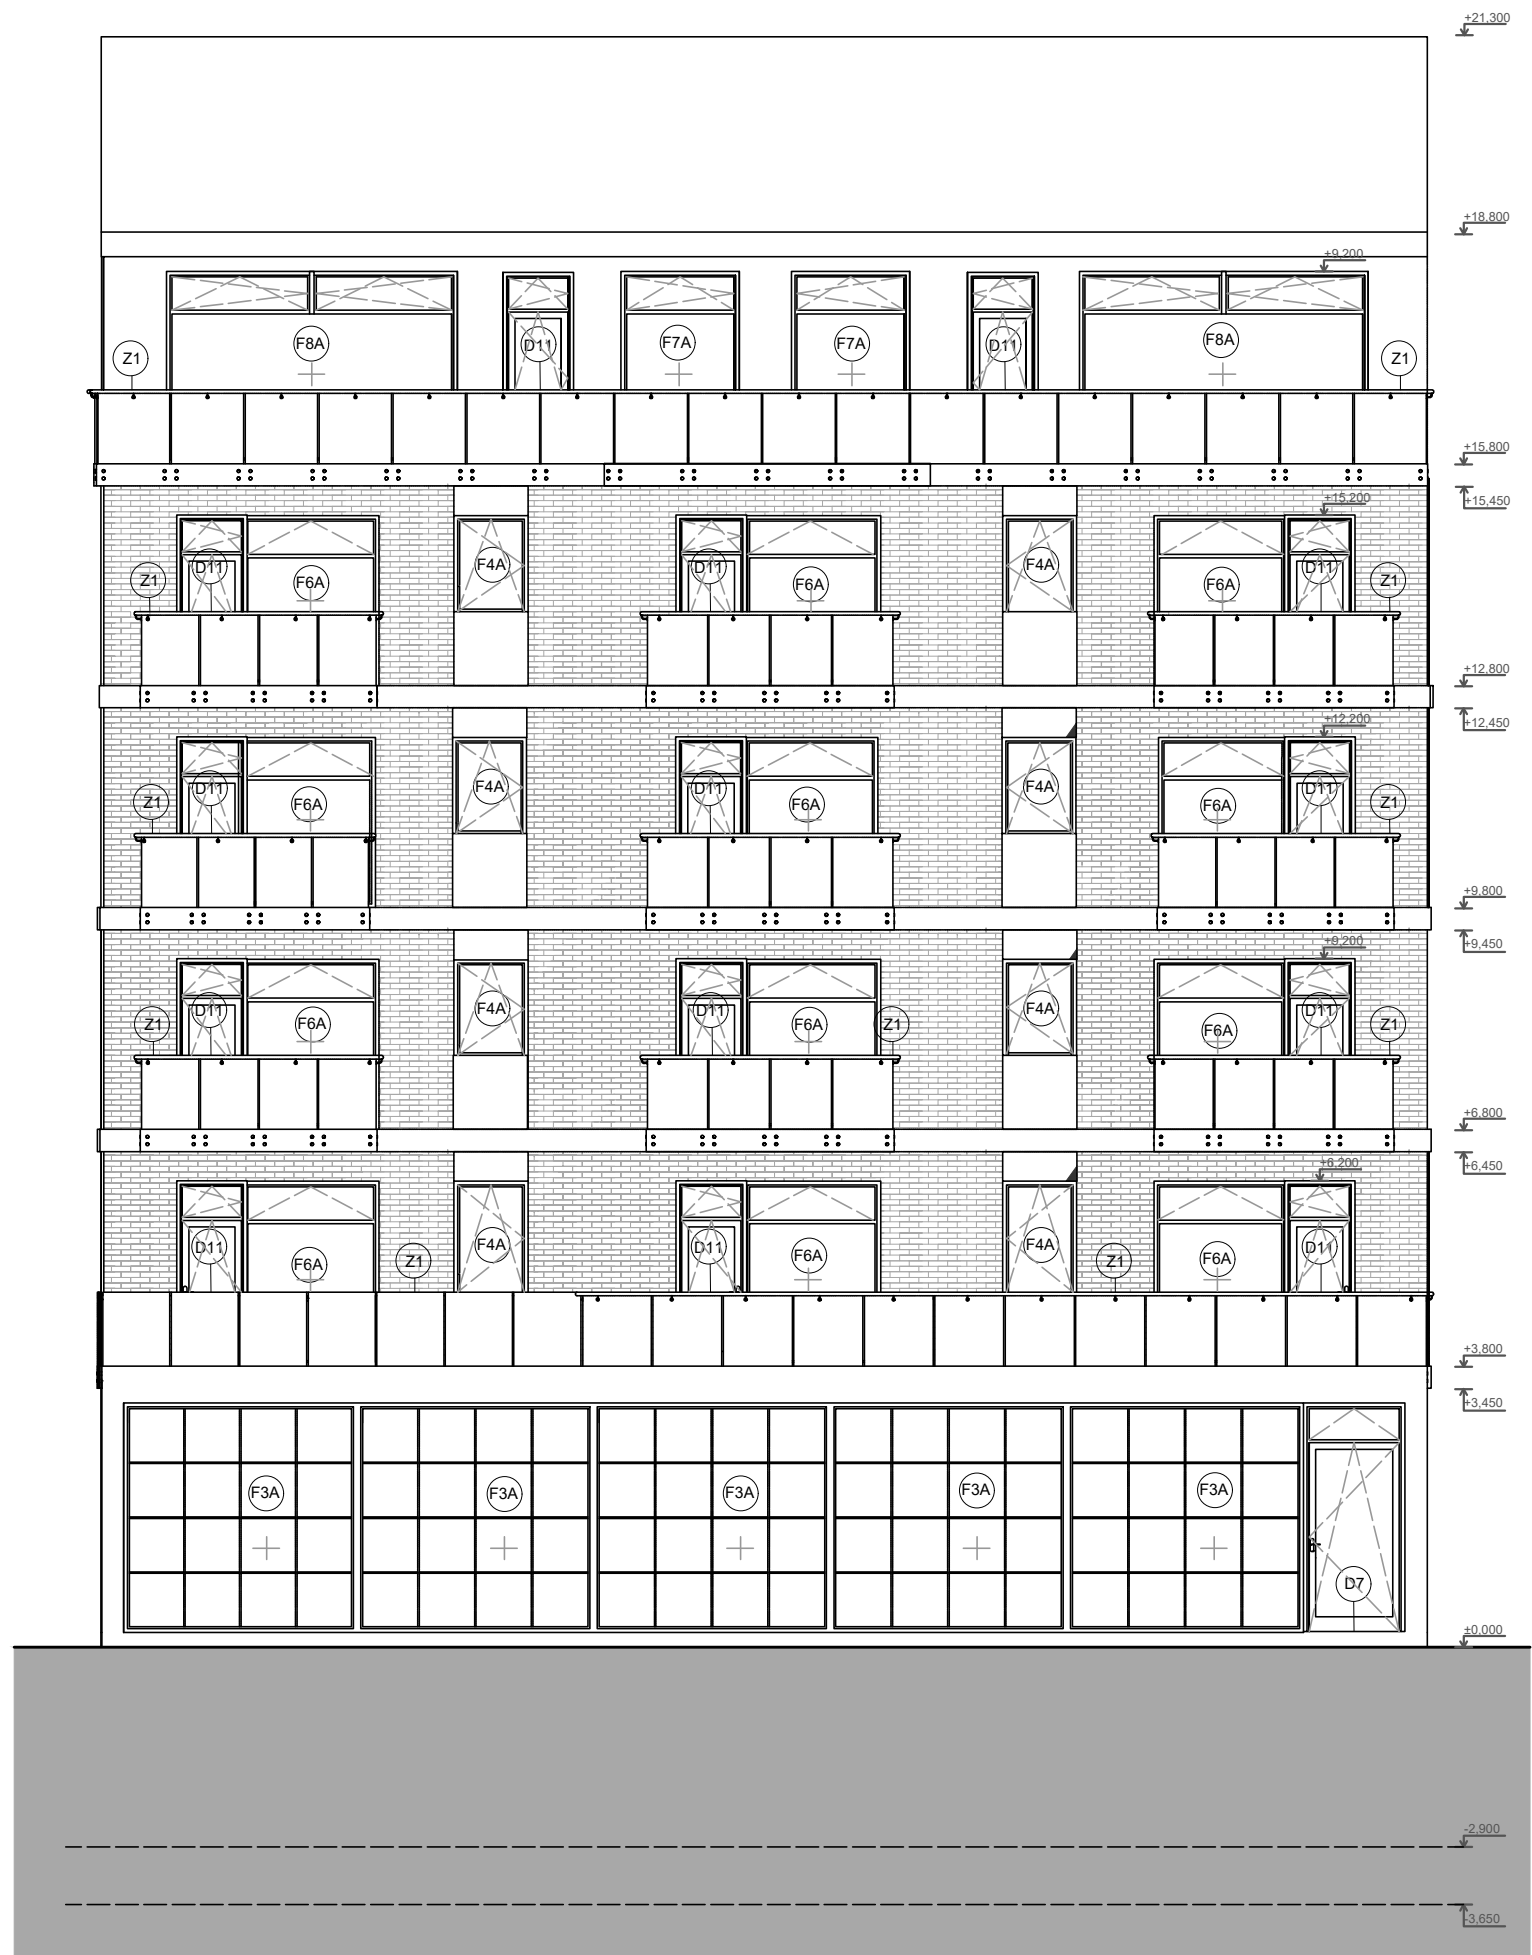 +21,300
+18,800
+9,200
F8A
D11
F7A
F7A
D11
F8A
Z1
Z1
+15,800
+15,450
+15,200
D11
F6A
F4A
D11
F6A
F4A
F6A
D11
Z1
Z1
+12,800
+12,450
+12,200
D11
F6A
F4A
D11
F6A
F4A
F6A
D11
Z1
Z1
+9,800
+9,450
+9,200
D11
F6A
F4A
D11
F6A
Z1
F4A
F6A
D11
Z1
Z1
+6,800
+6,450
+6,200
D11
F6A
Z1
F4A
D11
F6A
F4A
Z1
F6A
D11
+3,800
+3,450
F3A
F3A
F3A
F3A
F3A
D7
±0,000
-2,900
-3,650